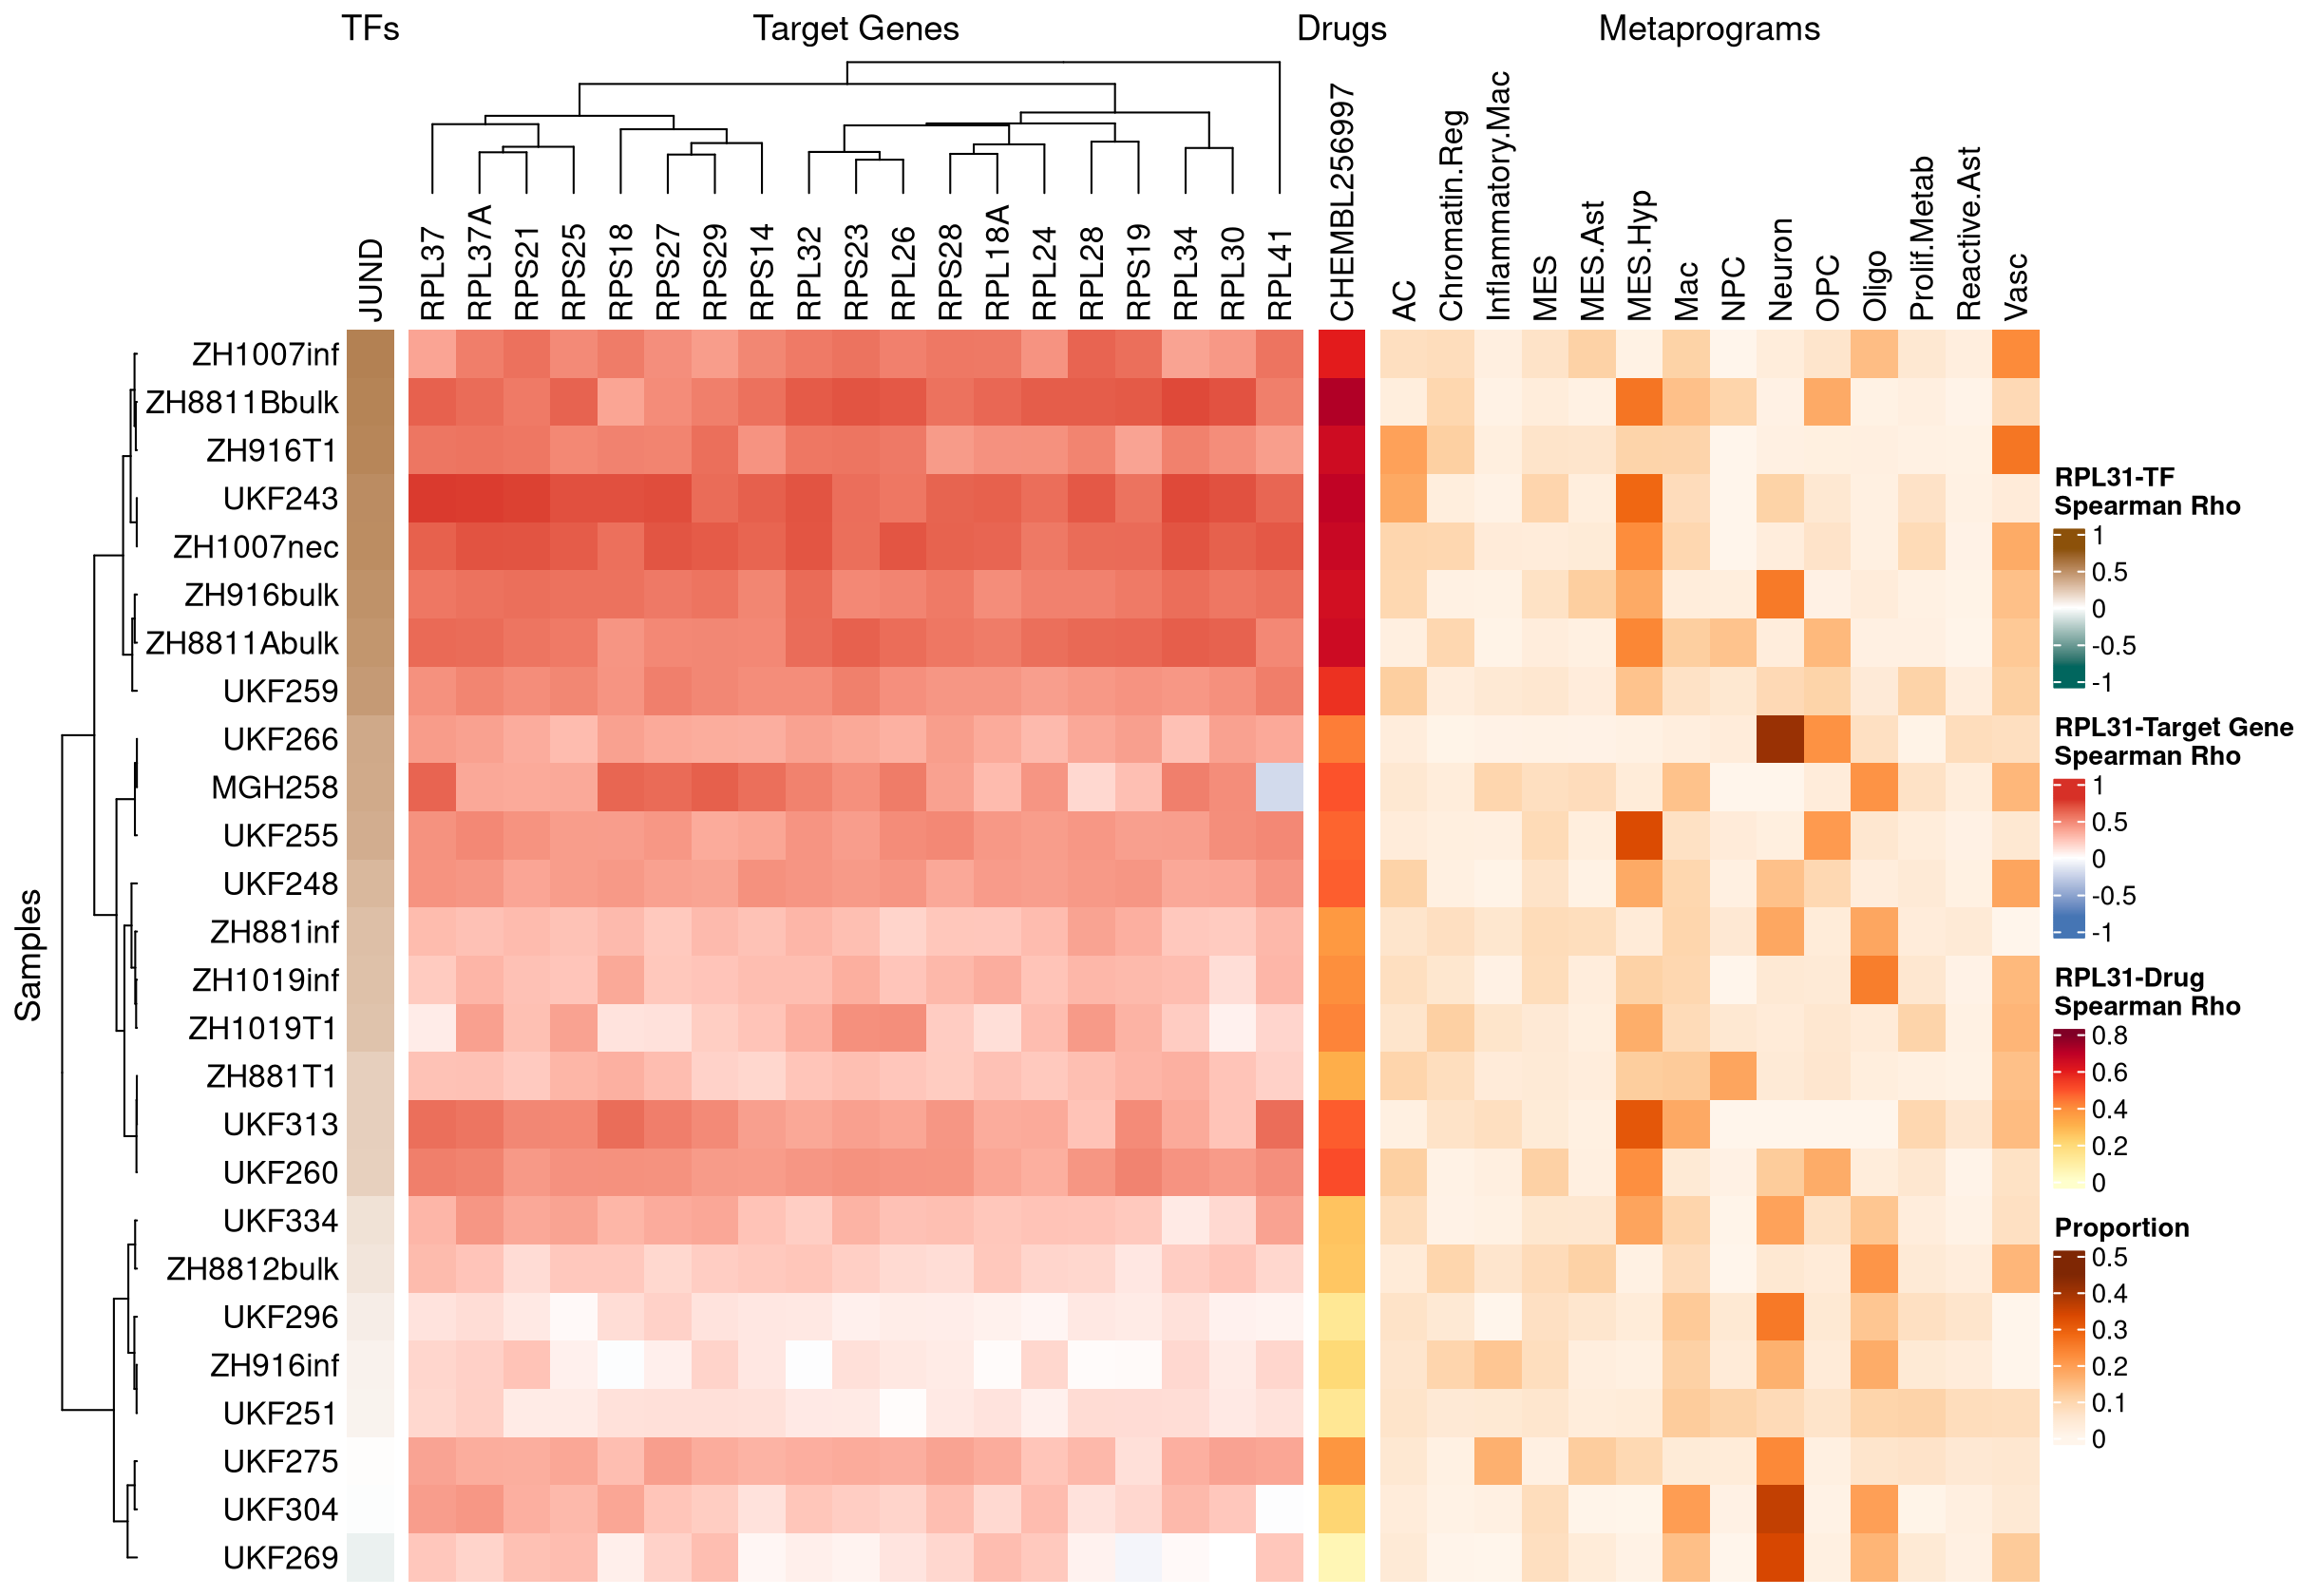 TFs
Target Genes
Drugs
Metaprograms
JUND
RPL37
RPL37A
RPS21
RPS25
RPS18
RPS27
RPS29
RPS14
RPL32
RPS23
RPL26
RPS28
RPL18A
RPL24
RPL28
RPS19
RPL34
RPL30
RPL41
CHEMBL256997
AC
Chromatin.Reg
Inflammatory.Mac
MES
MES.Ast
MES.Hyp
Mac
NPC
Neuron
OPC
Oligo
Prolif.Metab
Reactive.Ast
Vasc
Samples
ZH1007inf
ZH8811Bbulk
ZH916T1
UKF243
ZH1007nec
ZH916bulk
ZH8811Abulk
UKF259
UKF266
MGH258
UKF255
UKF248
ZH881inf
ZH1019inf
ZH1019T1
ZH881T1
UKF313
UKF260
UKF334
ZH8812bulk
UKF296
ZH916inf
UKF251
UKF275
UKF304
UKF269
RPL31-TF
Spearman Rho
1
0.5
0
-0.5
-1
RPL31-Target Gene
Spearman Rho
1
0.5
0
-0.5
-1
RPL31-Drug
Spearman Rho
0.8
0.6
0.4
0.2
0
Proportion
0.5
0.4
0.3
0.2
0.1
0